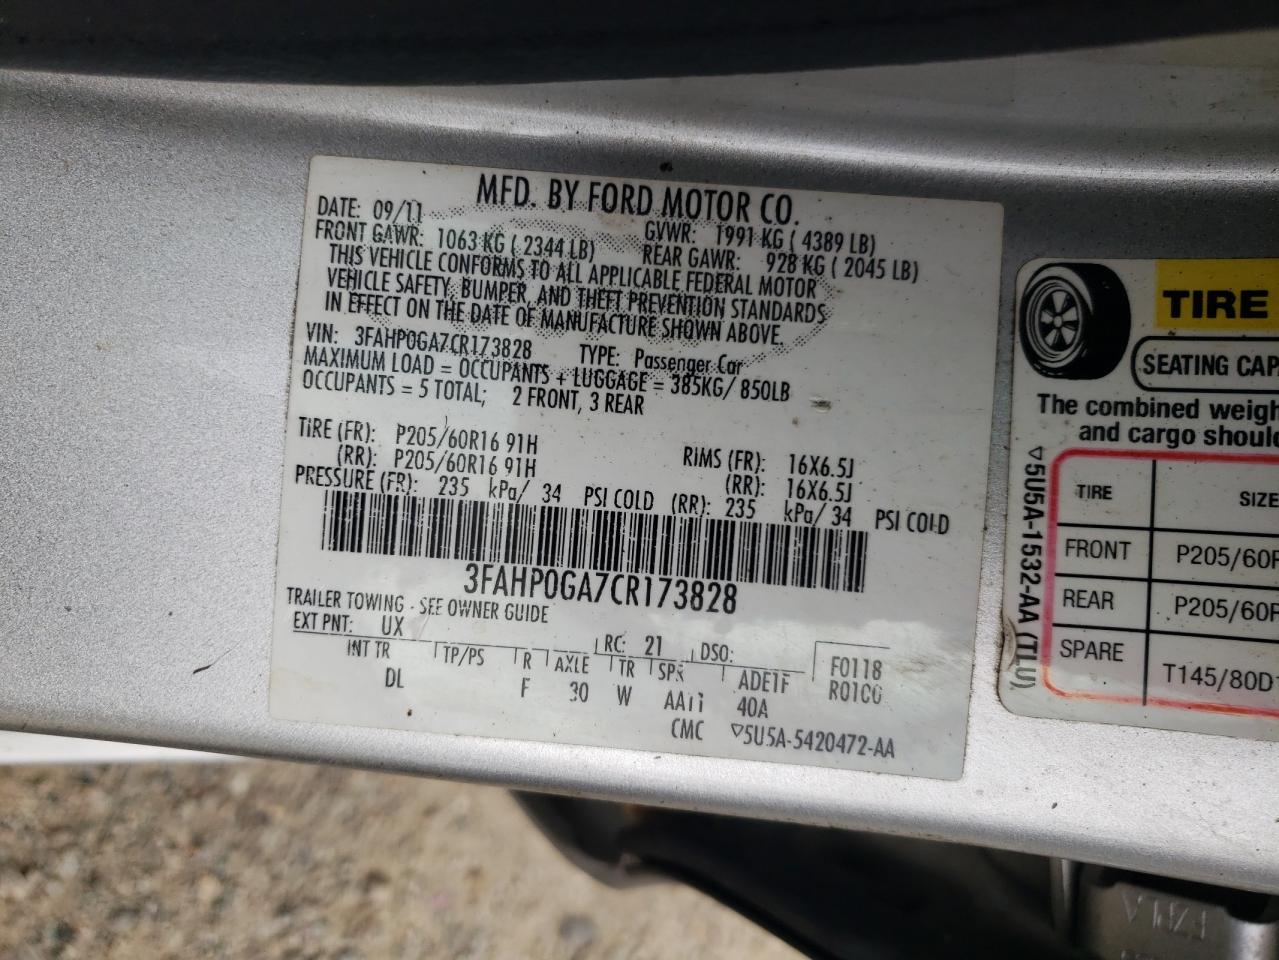 MFD. BY FORD MOTOR CO.
DATE: 09/11 GVWR: 1991 KG ( 4389 LB)
FRONT GAWR: 1063 KG ( 2344 LB) REAR GAWR: 928 KG ( 2045 LB)
THIS VEHICLE CONFORMS TO ALL APPLICABLE FEDERAL MOTOR
VEHICLE SAFETY, BUMPER, AND THEFT PREVENTION STANDARDS
IN EFFECT ON THE DATE OF MANUFACTURE SHOWN ABOVE.
VIN: 3FAHP0GA7CR173828 TYPE: Passenger Car
MAXIMUM LOAD = OCCUPANTS + LUGGAGE = 385KG/ 850LB
OCCUPANTS = 5 TOTAL; 2 FRONT, 3 REAR
TIRE (FR): P205/60R16 91H RIMS (FR): 16X6.5J
(RR): P205/60R16 91H (RR): 16X6.5J
PRESSURE (FR): 235 kPa/ 34 PSI COLD (RR): 235 kPa/ 34 PSI COLD
3FAHP0GA7CR173828
TRAILER TOWING - SEE OWNER GUIDE
EXT PNT: UX RC: 21 DSO: F0118
INT TR TP/PS R AXLE TR SPR ADE1F
DL F 30 W AA11 40A
CMC ▽5U5A-5420472-AA
TIRE
SEATING CAP
The combined weigh
and cargo should
▽5U5A-1532-AA (TLU)
TIRE SIZE
FRONT P205/60R
REAR P205/60R
SPARE T145/80D